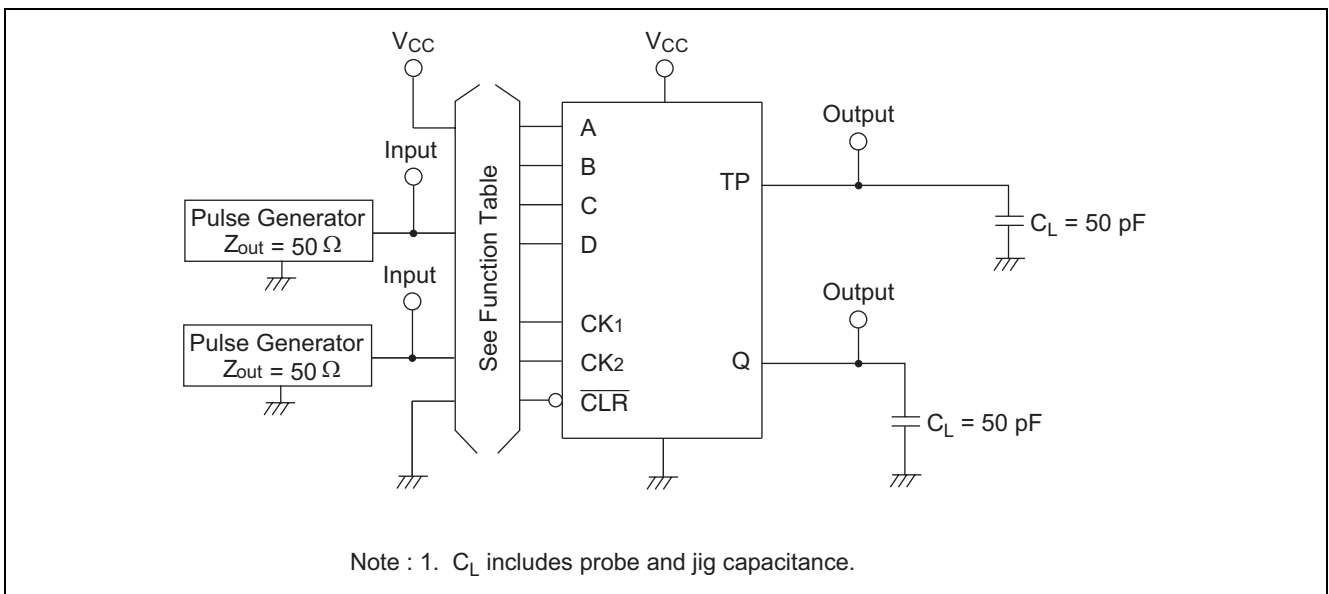 VCC
VCC
Input
Output
Pulse Generator
Zout = 50 Ω
Input
Pulse Generator
Zout = 50 Ω
See Function Table
A
B
C
D
CK1
CK2
CLR
TP
Q
CL = 50 pF
Output
CL = 50 pF
Note : 1. CL includes probe and jig capacitance.